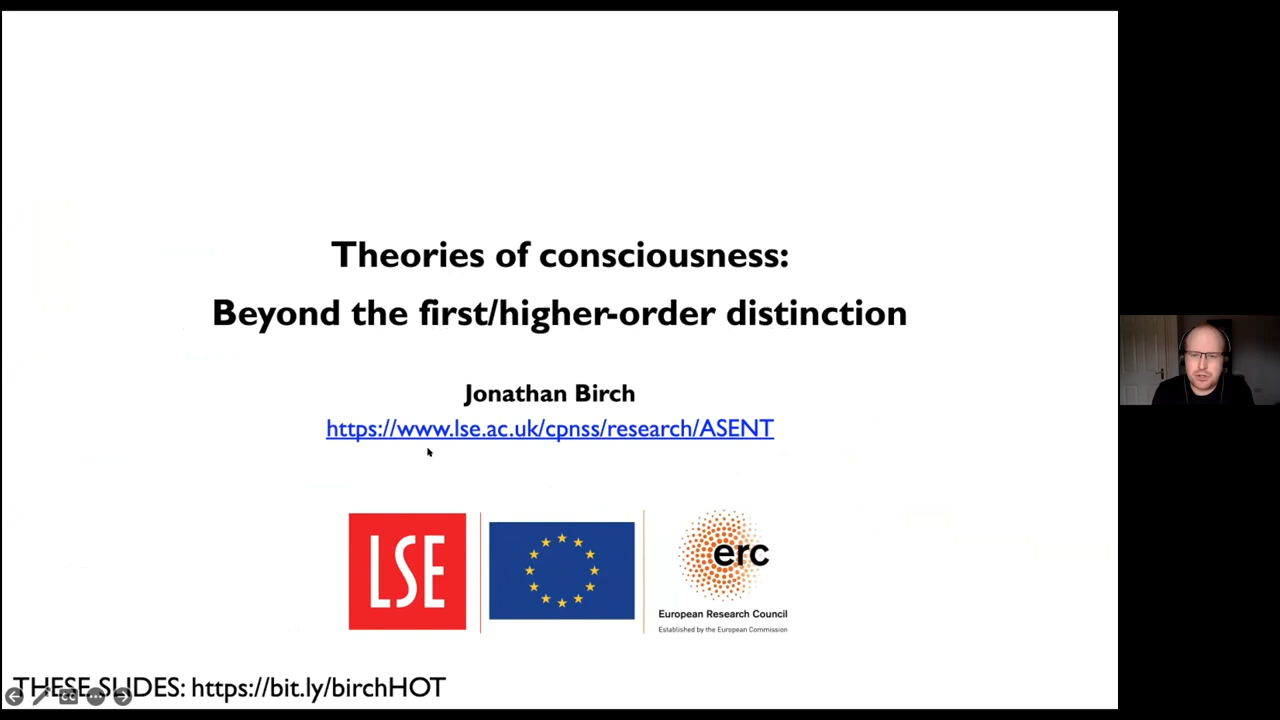 Theories of consciousness:
Beyond the first/higher-order distinction
Jonathan Birch
https://www.lse.ac.uk/cpnss/research/ASENT
LSE
erc
European Research Council
Established by the European Commission
THESE SLIDES: https://bit.ly/birchHOT